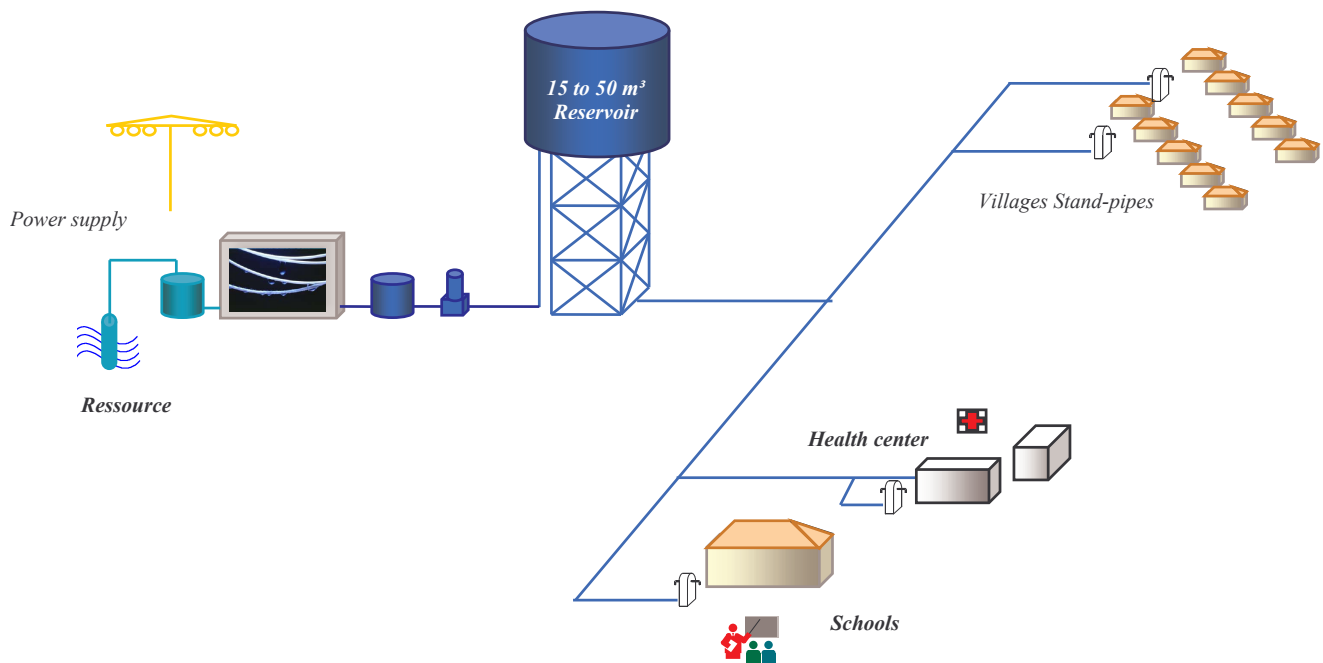 15 to 50 m³
Reservoir
Power supply
Villages Stand-pipes
Ressource
Health center
Schools